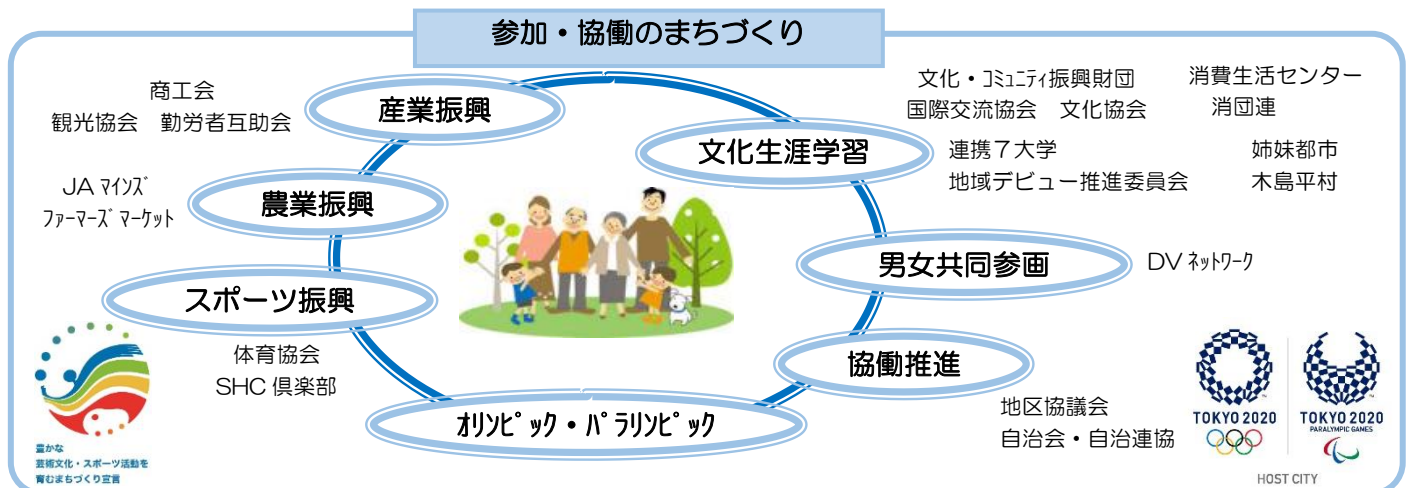 参加・協働のまちづくり
商工会
観光協会　勤労者互助会
産業振興
文化・ｺﾐｭﾆﾃｨ振興財団
国際交流協会　文化協会
消費生活センター
消団連
文化生涯学習
連携７大学
地域デビュー推進委員会
姉妹都市
木島平村
JA ﾏｲﾝｽﾞ
ﾌｧｰﾏｰｽﾞﾏｰｹｯﾄ
農業振興
男女共同参画
DV ﾈｯﾄﾜｰｸ
スポーツ振興
体育協会
SHC 倶楽部
協働推進
地区協議会
自治会・自治連協
ｵﾘﾝﾋﾟｯｸ・ﾊﾟﾗﾘﾝﾋﾟｯｸ
豊かな
芸術文化・スポーツ活動を
育むまちづくり宣言
TOKYO 2020
TOKYO 2020
PARALYMPIC GAMES
HOST CITY